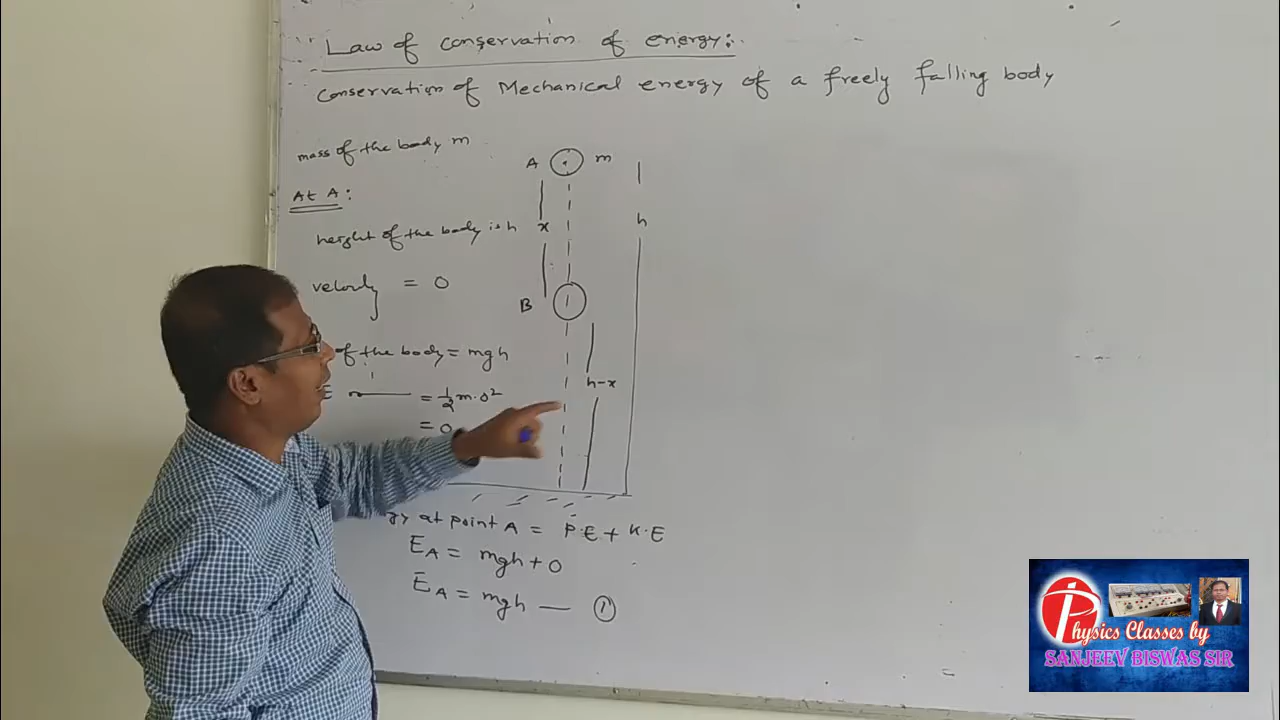 Law of conservation of energy:
conservation of Mechanical energy of a freely falling body
mass of the body m
At A:
height of the body is h
velocity = 0
of the body = mgh
= 1/2 m.0²
= 0
A m
x
h
B
h-x
at point A = P.E + K.E
E_A = mgh + 0
E_A = mgh — ①
Physics Classes by
SANJEEV BISWAS SIR